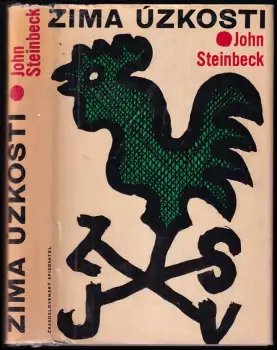 ZIMA ÚZKOSTI
John
Steinbeck
ZIMA ÚZKOSTI
John
Steinbeck
ČESKOSLOVENSKÝ SPISOVATEL
Z
S
J
V